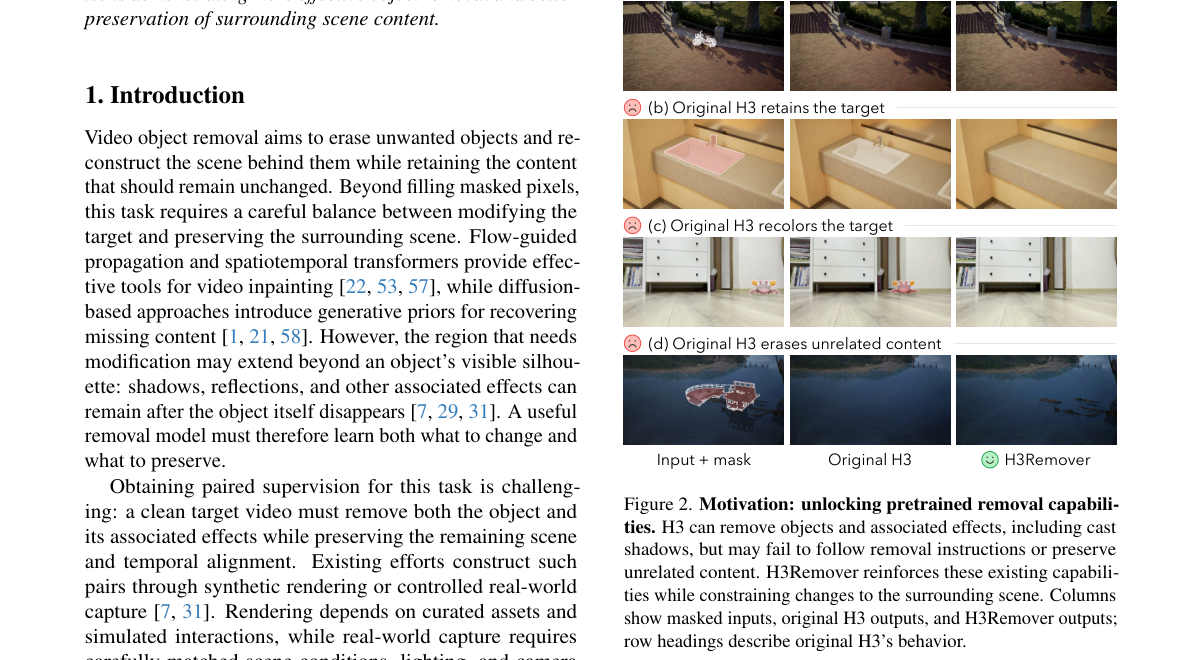 preservation of surrounding scene content.
1. Introduction
Video object removal aims to erase unwanted objects and re-
construct the scene behind them while retaining the content
that should remain unchanged. Beyond filling masked pixels,
this task requires a careful balance between modifying the
target and preserving the surrounding scene. Flow-guided
propagation and spatiotemporal transformers provide effec-
tive tools for video inpainting [22, 53, 57], while diffusion-
based approaches introduce generative priors for recovering
missing content [1, 21, 58]. However, the region that needs
modification may extend beyond an object's visible silhou-
ette: shadows, reflections, and other associated effects can
remain after the object itself disappears [7, 29, 31]. A useful
removal model must therefore learn both what to change and
what to preserve.
Obtaining paired supervision for this task is challeng-
ing: a clean target video must remove both the object and
its associated effects while preserving the remaining scene
and temporal alignment. Existing efforts construct such
pairs through synthetic rendering or controlled real-world
capture [7, 31]. Rendering depends on curated assets and
simulated interactions, while real-world capture requires
carefully matched scene conditions, lighting, and camera
(b) Original H3 retains the target
(c) Original H3 recolors the target
(d) Original H3 erases unrelated content
Input + mask
Original H3
H3Remover
Figure 2. Motivation: unlocking pretrained removal capabili-
ties. H3 can remove objects and associated effects, including cast
shadows, but may fail to follow removal instructions or preserve
unrelated content. H3Remover reinforces these existing capabili-
ties while constraining changes to the surrounding scene. Columns
show masked inputs, original H3 outputs, and H3Remover outputs;
row headings describe original H3's behavior.